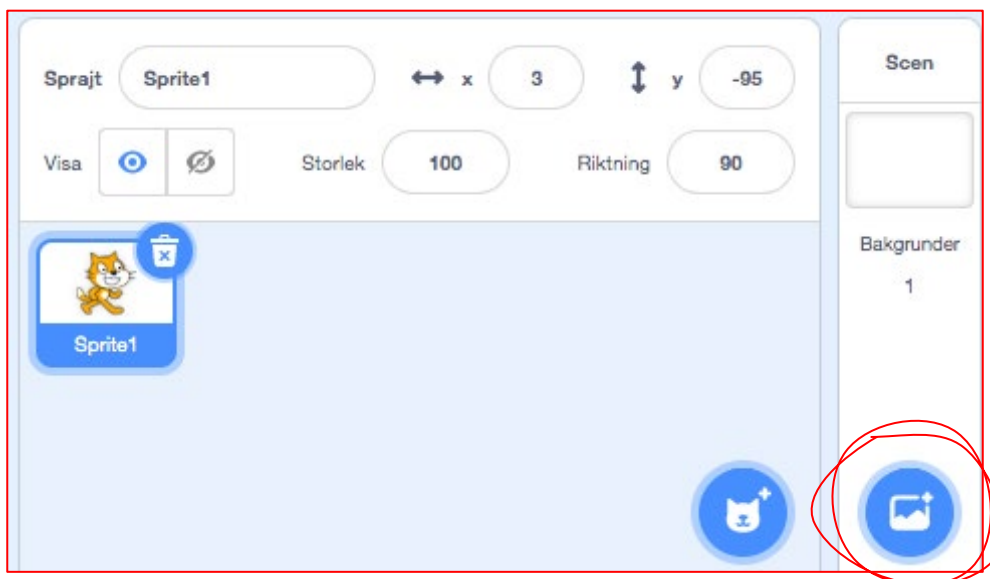 Sprajt Sprite1 x 3 y -95
Visa Storlek 100 Riktning 90
Sprite1
Scen
Bakgrunder
1